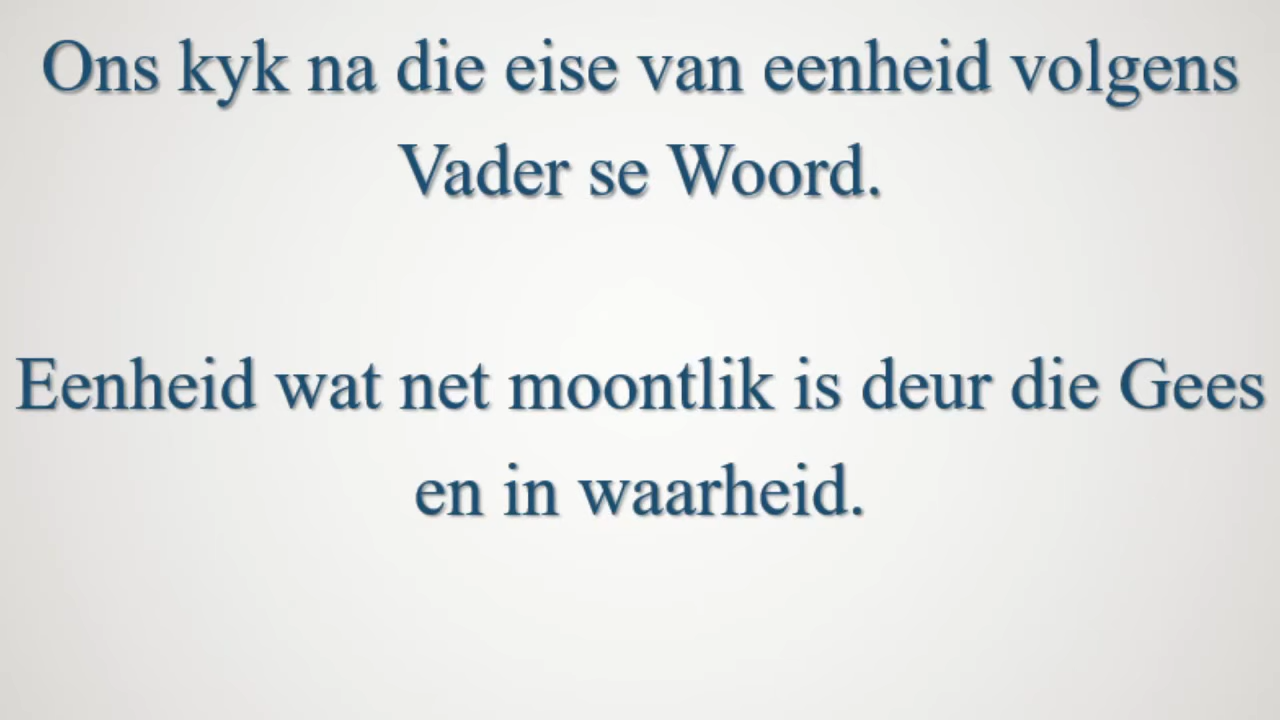 Ons kyk na die eise van eenheid volgens
Vader se Woord.
Eenheid wat net moontlik is deur die Gees
en in waarheid.